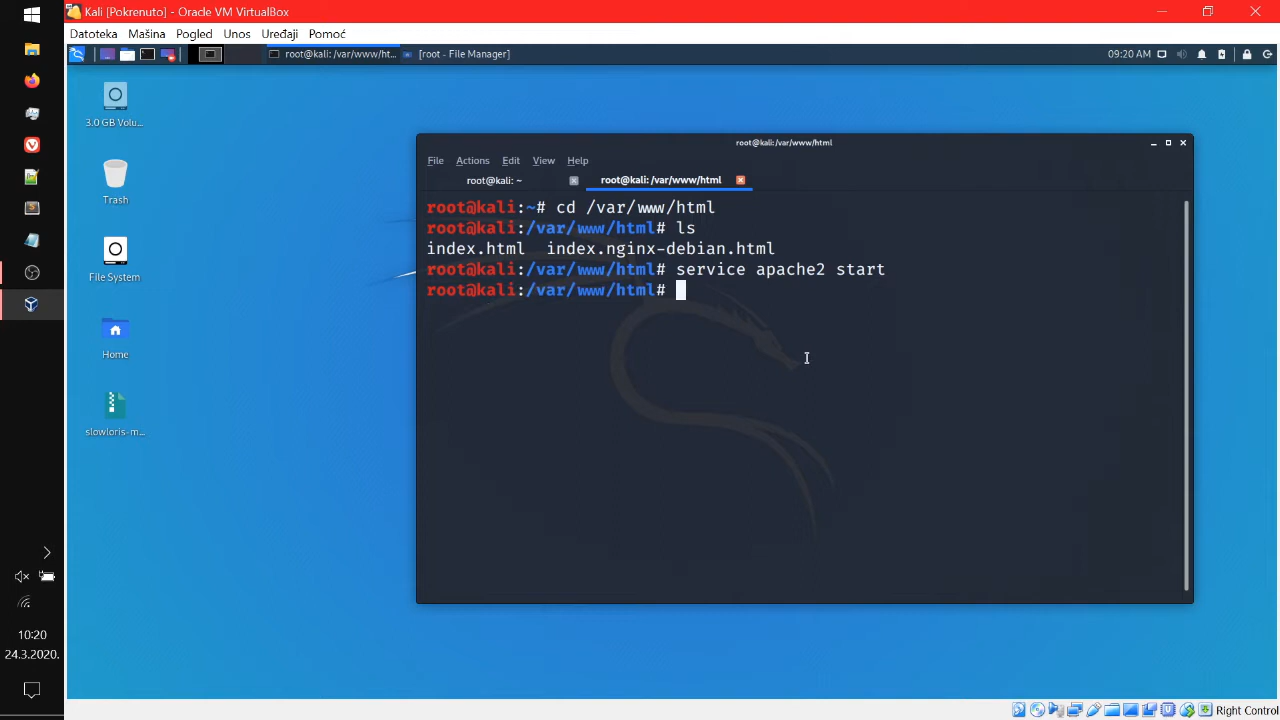 Kali [Pokrenuto] - Oracle VM VirtualBox
Datoteka Mašina Pogled Unos Uređaji Pomoć
root@kali: /var/www/ht... [root - File Manager] 09:20 AM
3.0 GB Volu...
Trash
File System
Home
slowloris-m...
root@kali:/var/www/html
File Actions Edit View Help
root@kali: ~ root@kali: /var/www/html
root@kali:~# cd /var/www/html
root@kali:/var/www/html# ls
index.html index.nginx-debian.html
root@kali:/var/www/html# service apache2 start
root@kali:/var/www/html#
10:20
24.3.2020.
Right Control